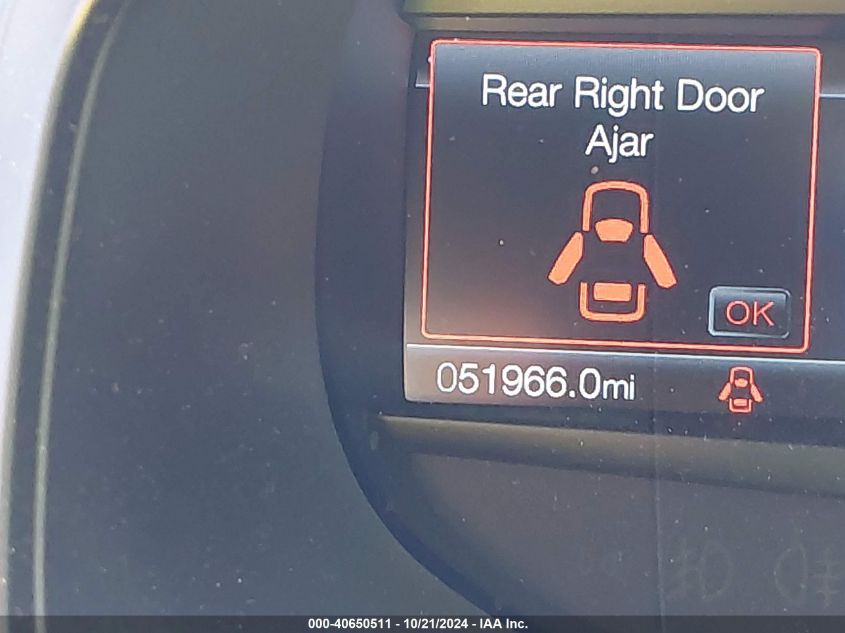 Rear Right Door
Ajar
OK
051966.0mi
000-40650511 - 10/21/2024 - IAA Inc.